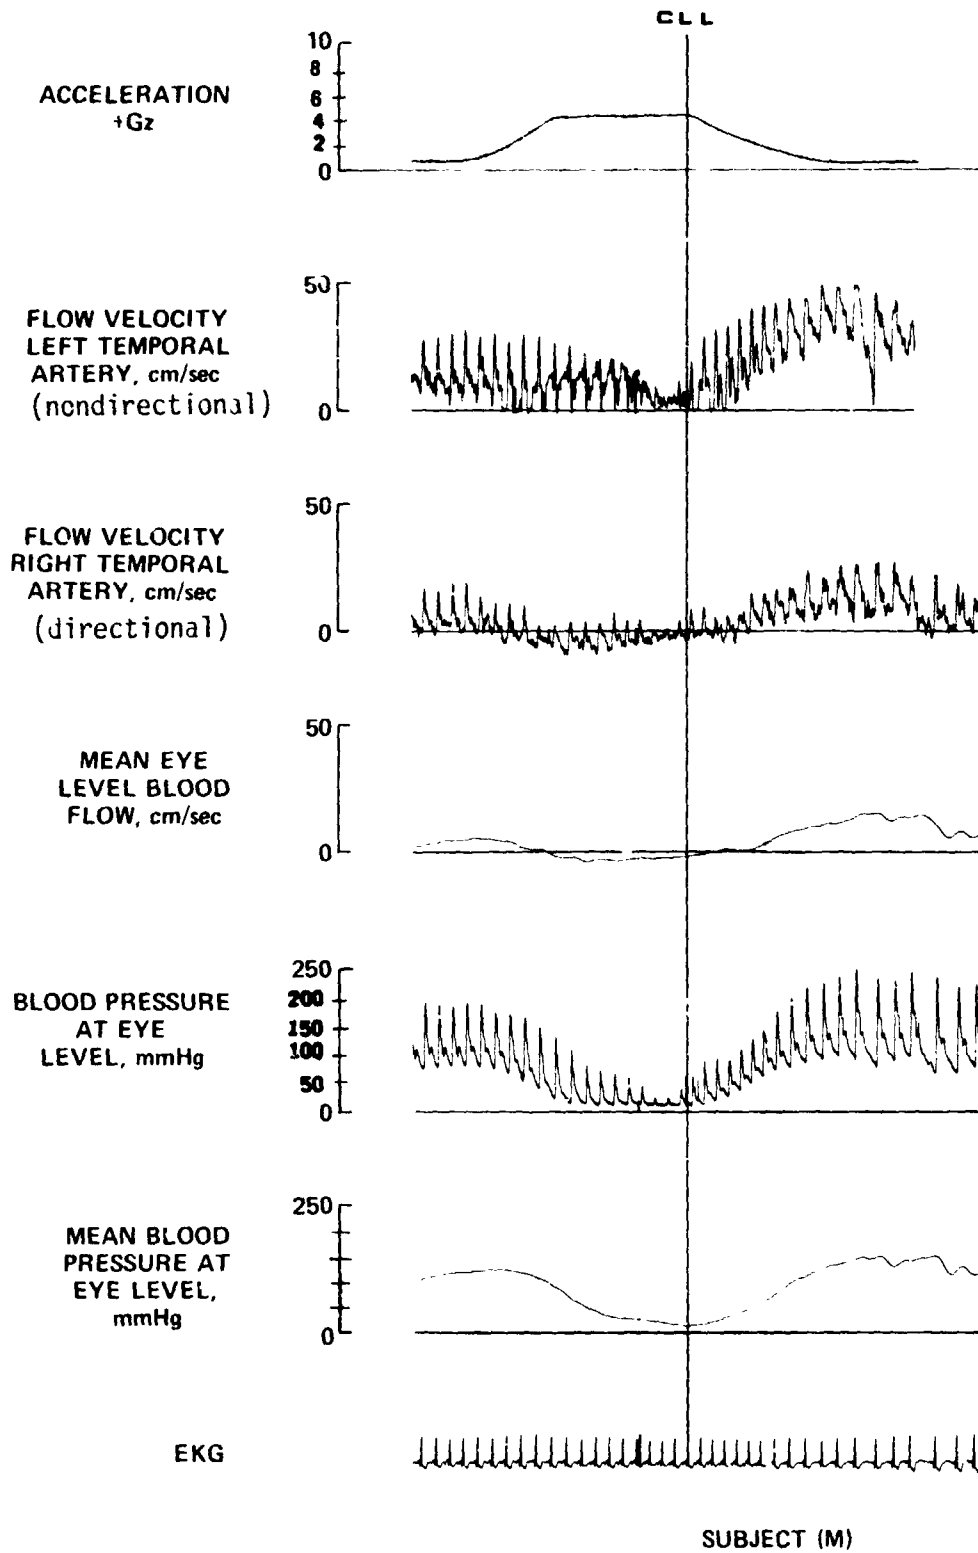 CLL
ACCELERATION
+Gz
10
8
6
4
2
0
FLOW VELOCITY
LEFT TEMPORAL
ARTERY, cm/sec
(nondirectional)
50
0
FLOW VELOCITY
RIGHT TEMPORAL
ARTERY, cm/sec
(directional)
50
0
MEAN EYE
LEVEL BLOOD
FLOW, cm/sec
50
0
BLOOD PRESSURE
AT EYE
LEVEL, mmHg
250
200
150
100
50
0
MEAN BLOOD
PRESSURE AT
EYE LEVEL,
mmHg
250
0
EKG
SUBJECT (M)